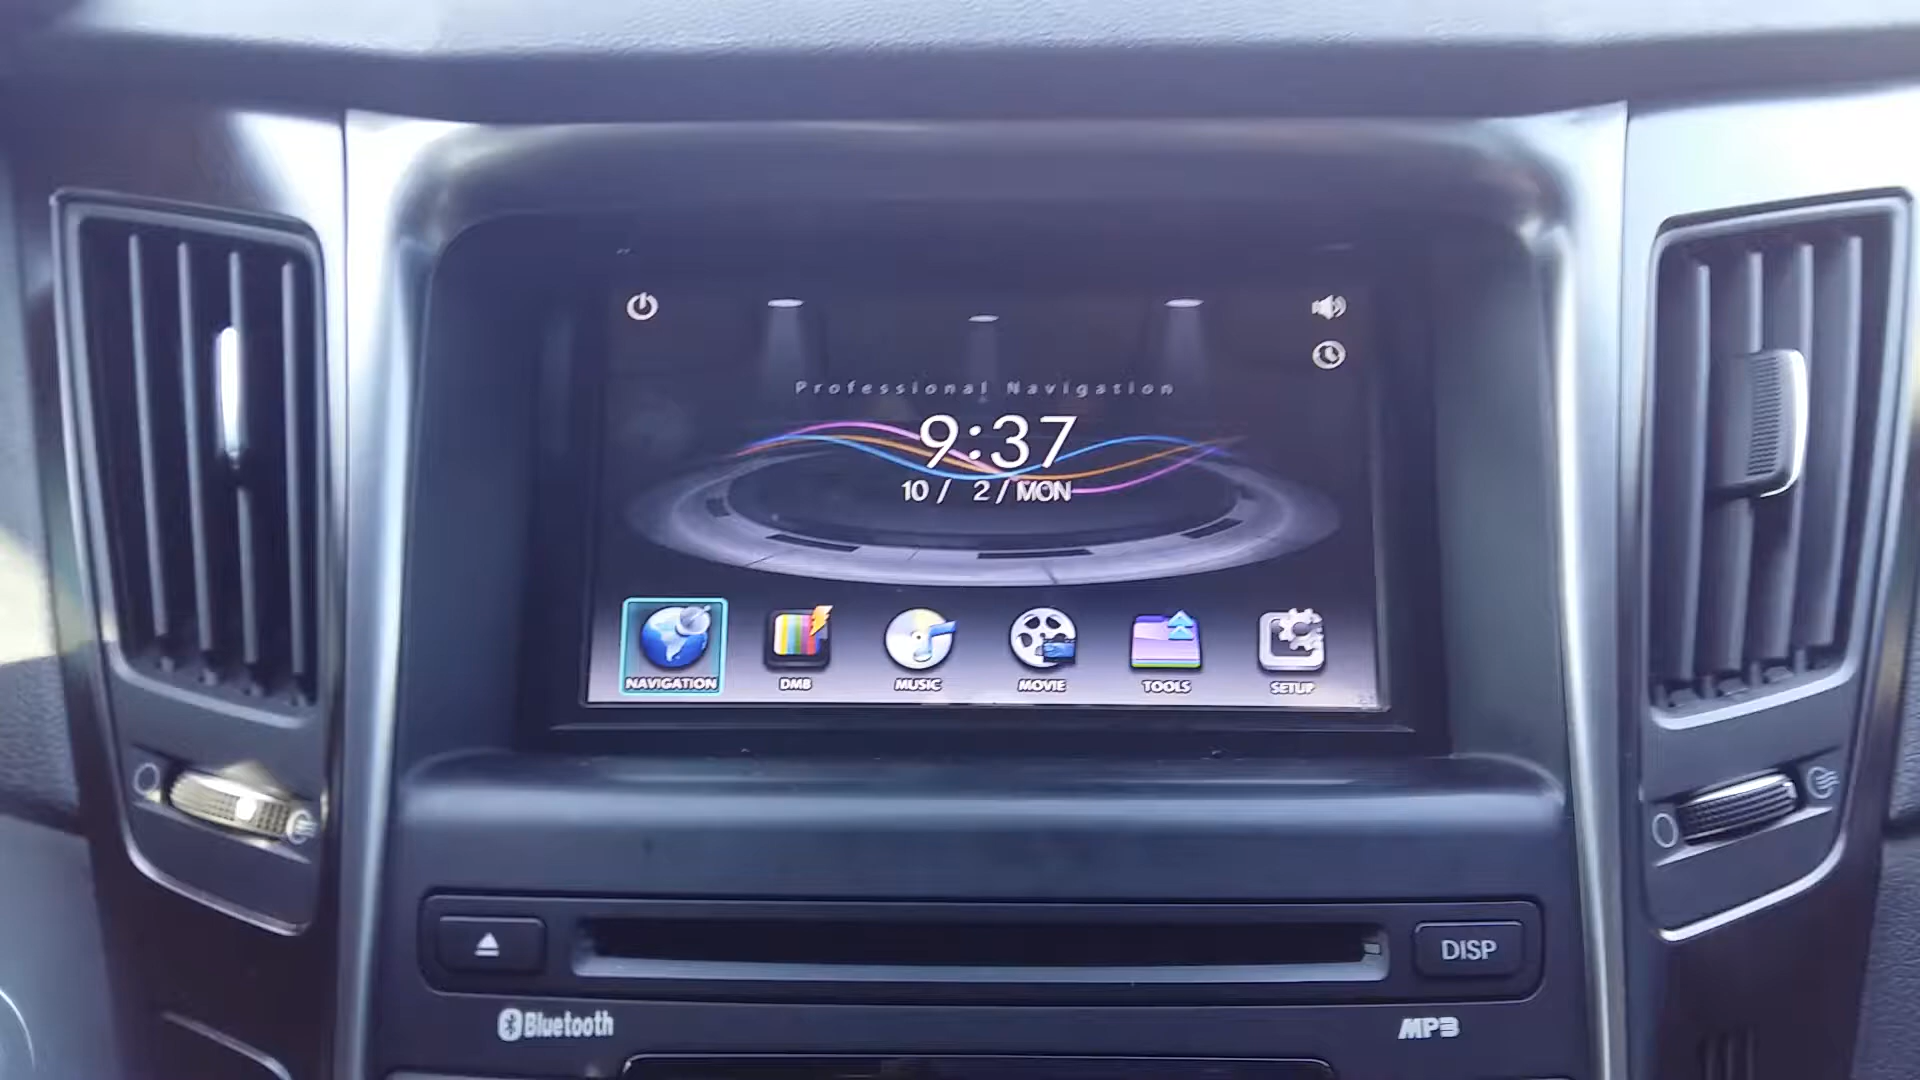 Professional Navigation
9:37
10 / 2 / MON
NAVIGATION DMB MUSIC MOVIE TOOLS SETUP
DISP
Bluetooth MP3